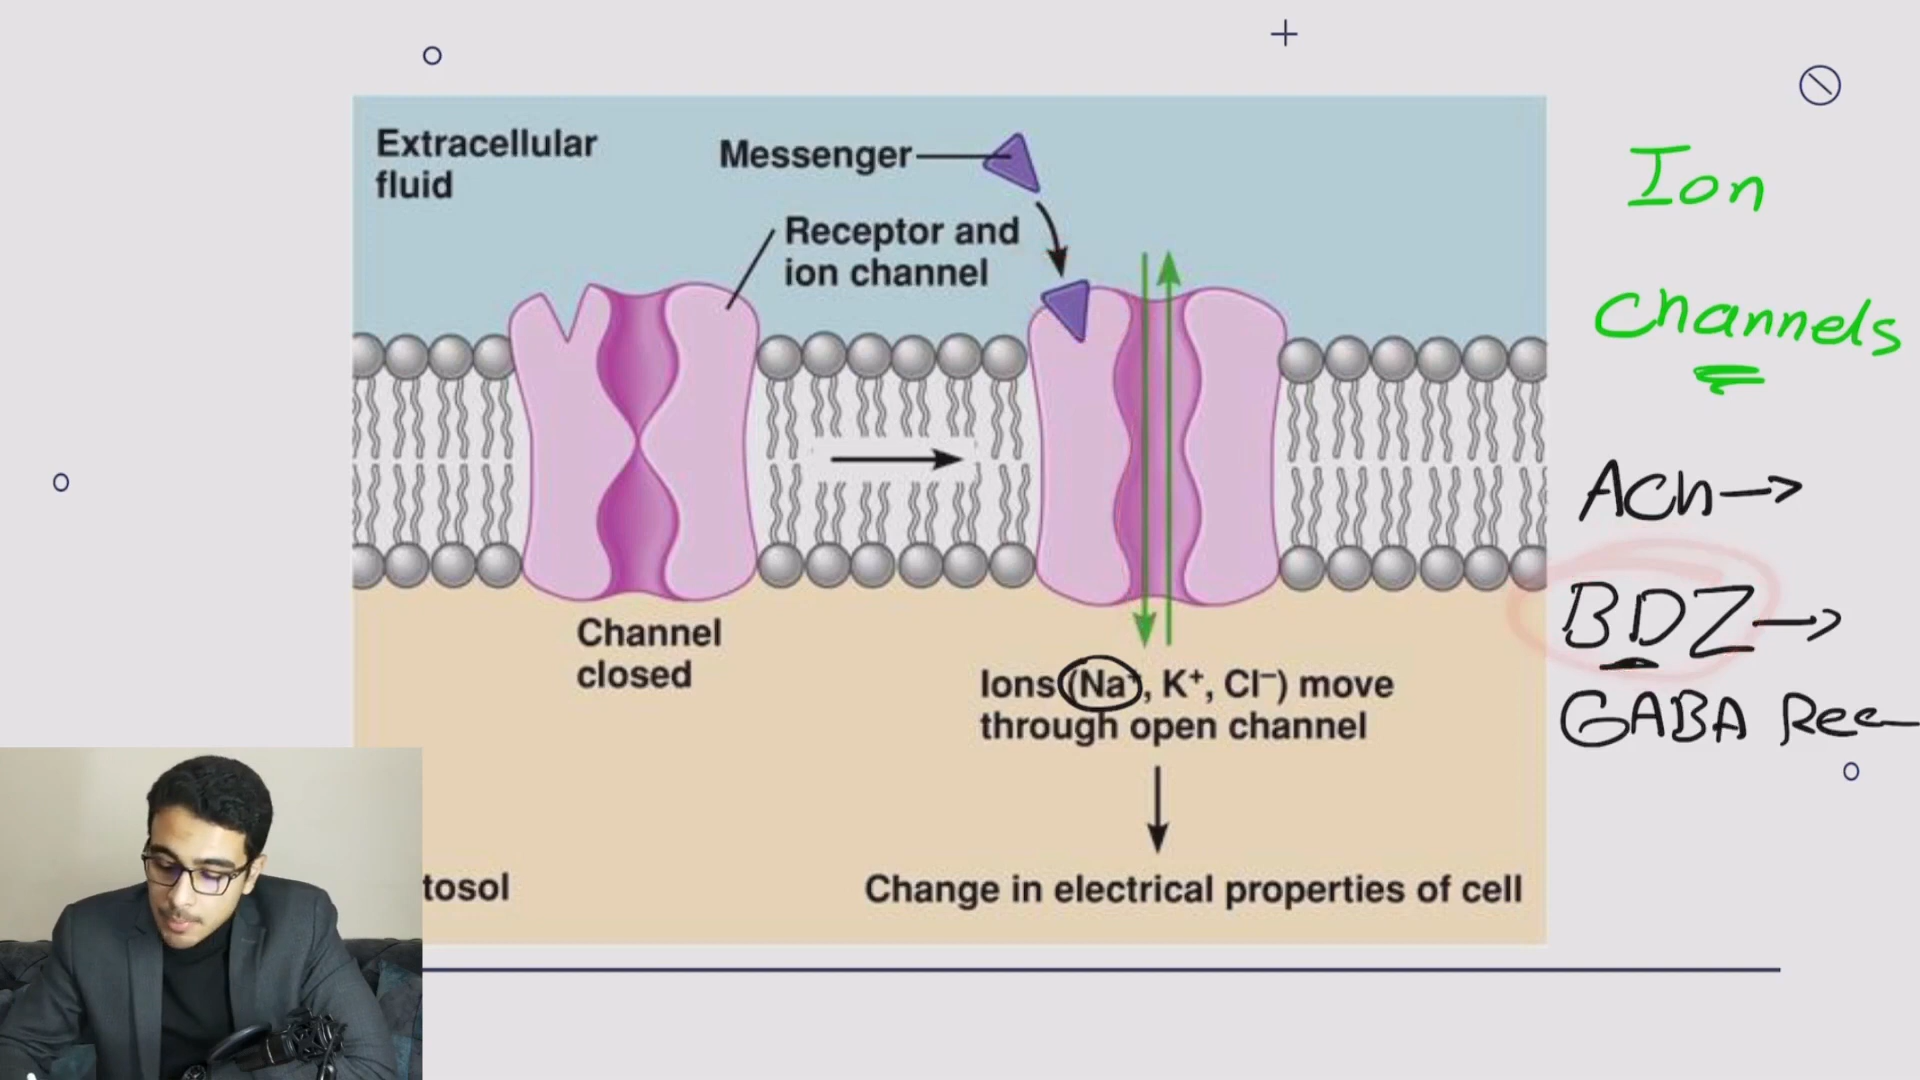 Extracellular
fluid
Messenger
Receptor and
ion channel
Channel
closed
Ions (Na⁺, K⁺, Cl⁻) move
through open channel
Change in electrical properties of cell
tosol
Ion
Channels
ACh→
BDZ→
GABA Rec